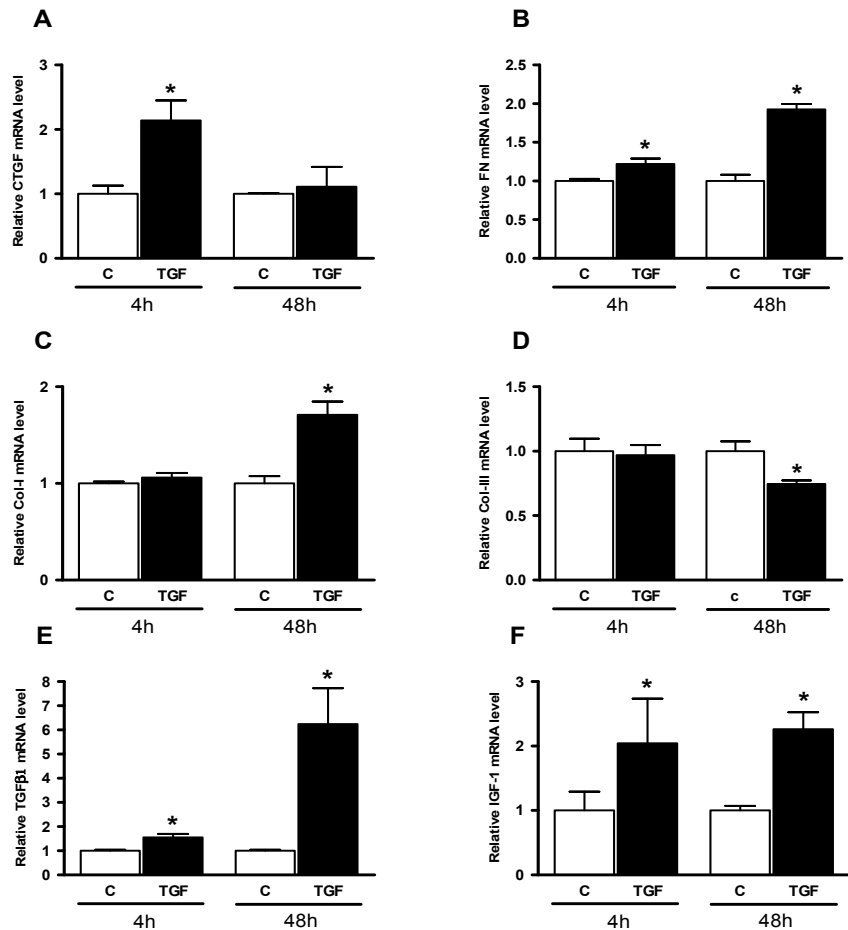 A
Relative CTGF mRNA level
3
2
1
0
*
C TGF C TGF
4h 48h
B
Relative FN mRNA level
2.5
2.0
1.5
1.0
0.5
0.0
*
*
C TGF C TGF
4h 48h
C
Relative Col-I mRNA level
2
1
0
*
C TGF C TGF
4h 48h
D
Relative Col-III mRNA level
1.5
1.0
0.5
0.0
*
C TGF c TGF
4h 48h
E
Relative TGFβ1 mRNA level
8
7
6
5
4
3
2
1
0
*
*
C TGF C TGF
4h 48h
F
Relative IGF-1 mRNA level
3
2
1
0
*
*
C TGF C TGF
4h 48h